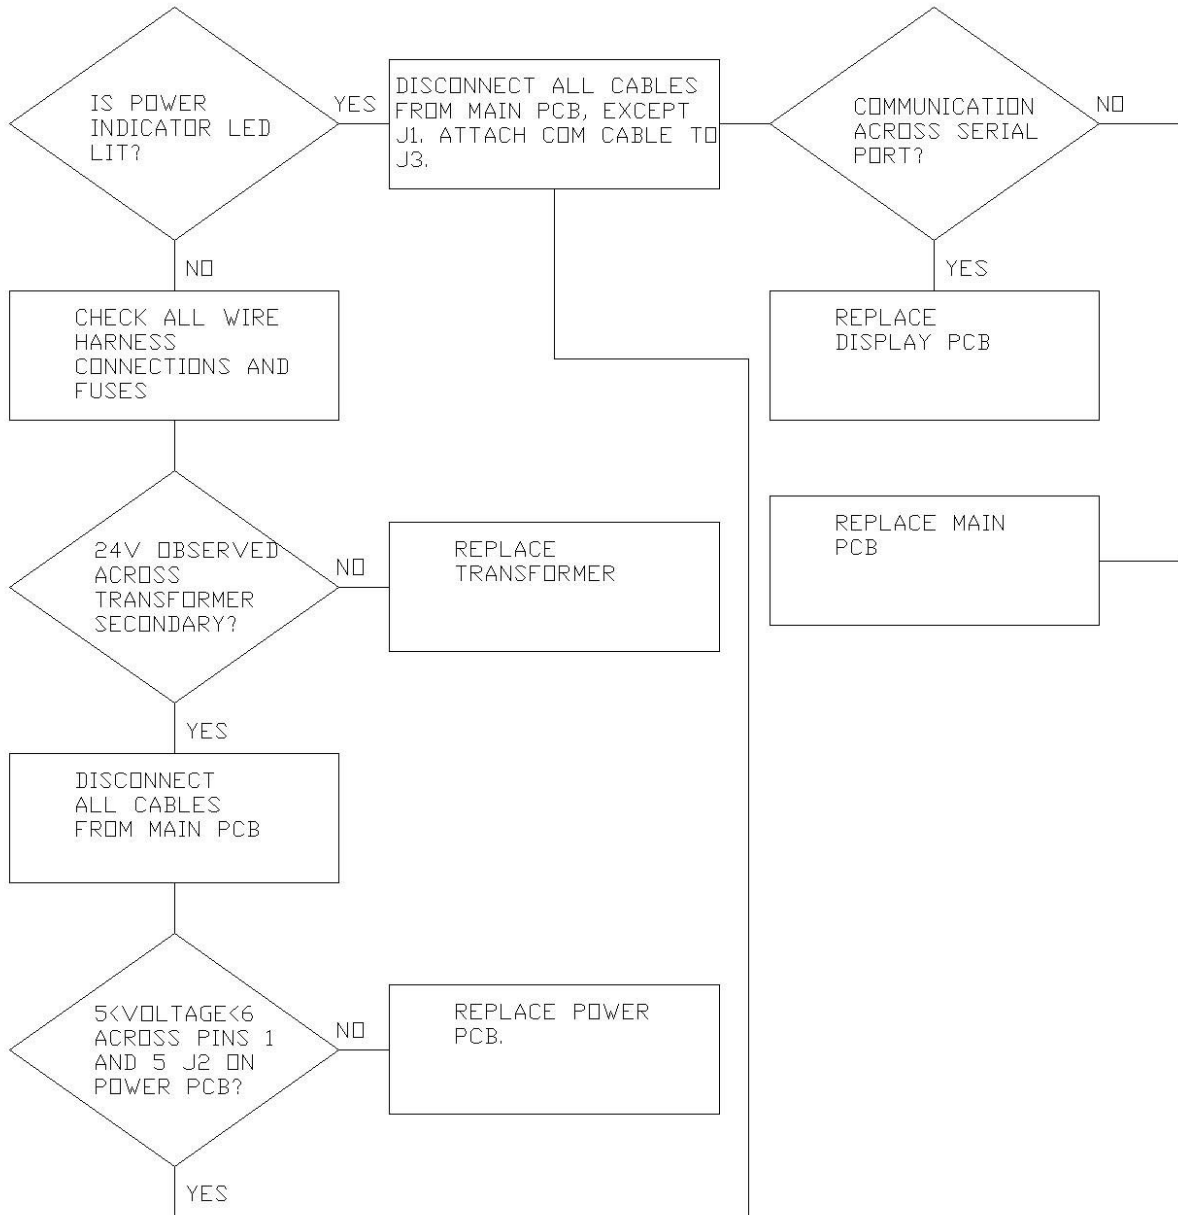 IS POWER
INDICATOR LED
LIT?
YES
DISCONNECT ALL CABLES
FROM MAIN PCB, EXCEPT
J1. ATTACH COM CABLE TO
J3.
COMMUNICATION
ACROSS SERIAL
PORT?
NO
NO
YES
CHECK ALL WIRE
HARNESS
CONNECTIONS AND
FUSES
REPLACE
DISPLAY PCB
24V OBSERVED
ACROSS
TRANSFORMER
SECONDARY?
NO
REPLACE
TRANSFORMER
REPLACE MAIN
PCB
YES
DISCONNECT
ALL CABLES
FROM MAIN PCB
5<VOLTAGE<6
ACROSS PINS 1
AND 5 J2 ON
POWER PCB?
NO
REPLACE POWER
PCB.
YES